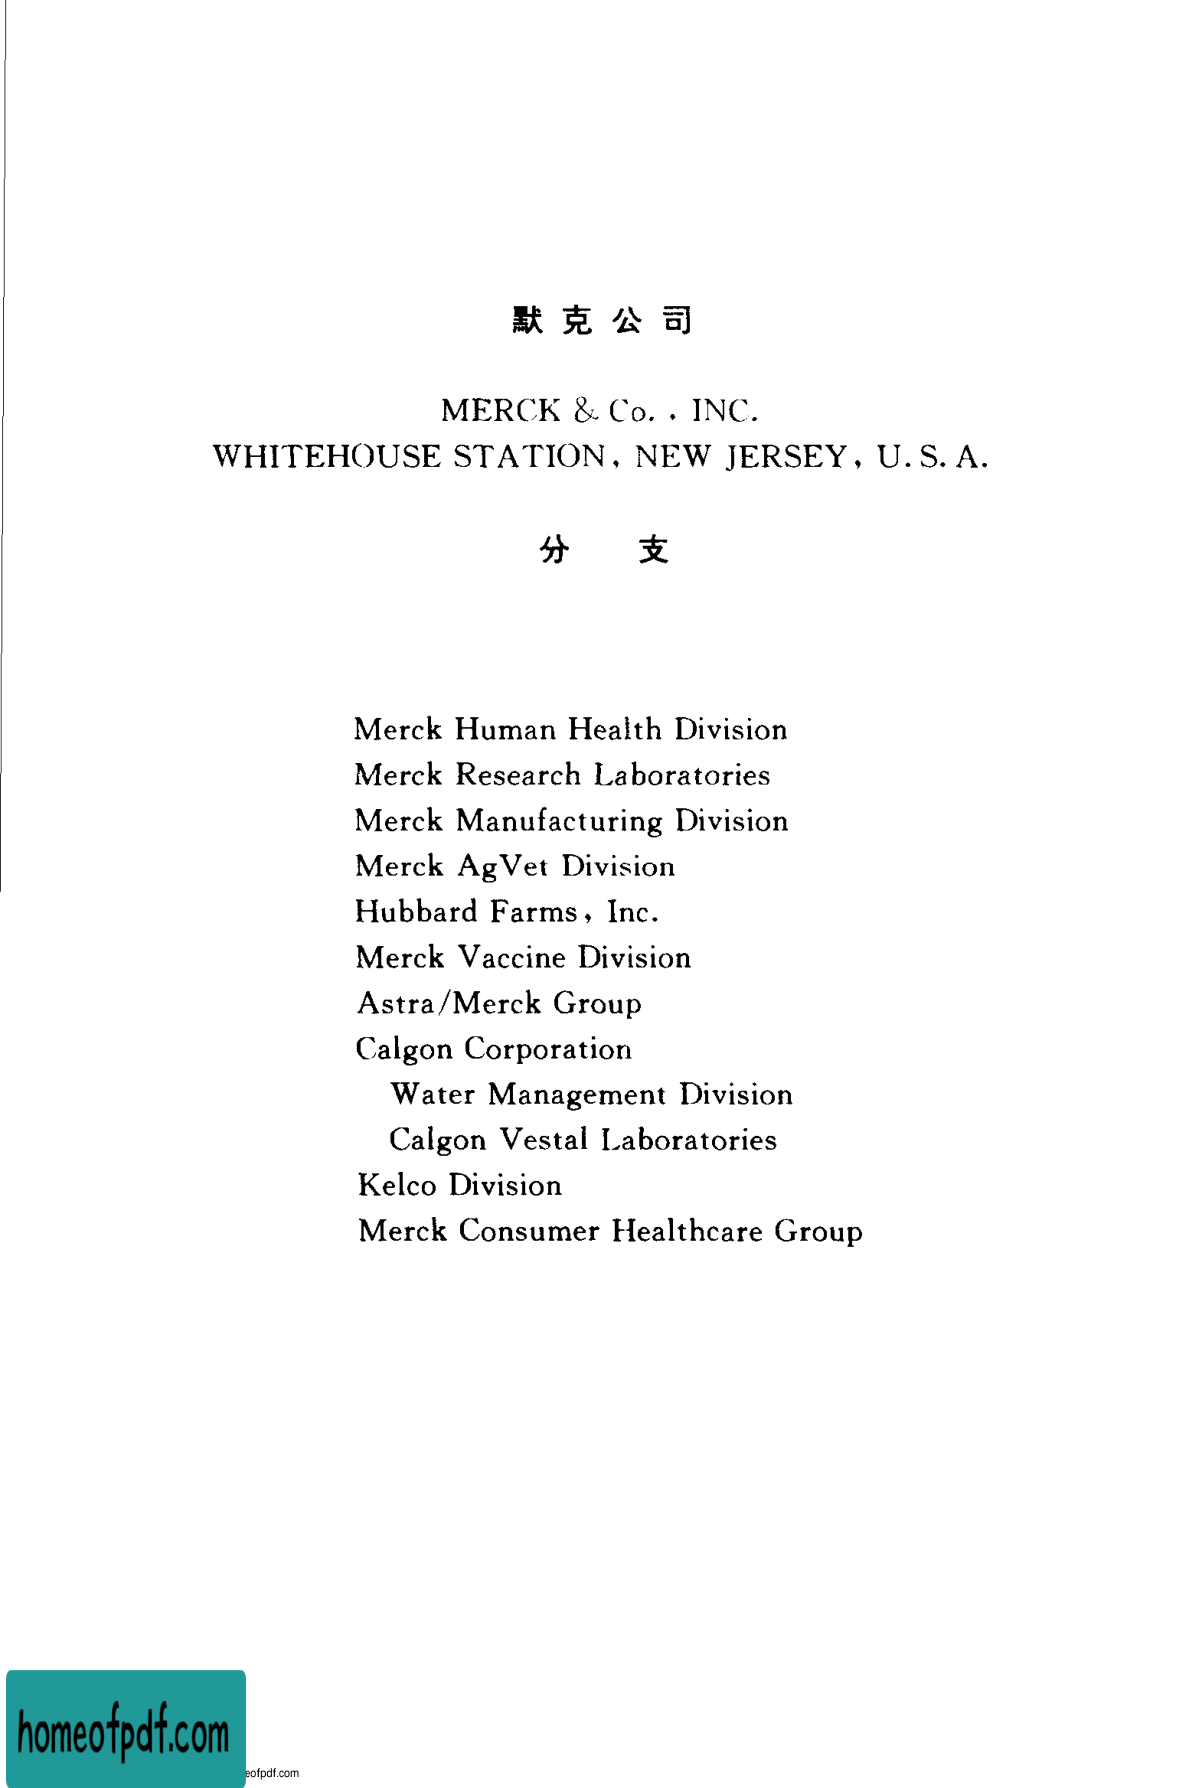 默克公司
MERCK & Co., INC.
WHITEHOUSE STATION, NEW JERSEY, U.S.A.
分 支
Merck Human Health Division
Merck Research Laboratories
Merck Manufacturing Division
Merck AgVet Division
Hubbard Farms, Inc.
Merck Vaccine Division
Astra/Merck Group
Calgon Corporation
Water Management Division
Calgon Vestal Laboratories
Kelco Division
Merck Consumer Healthcare Group
homeofpdf.com
eofpdf.com